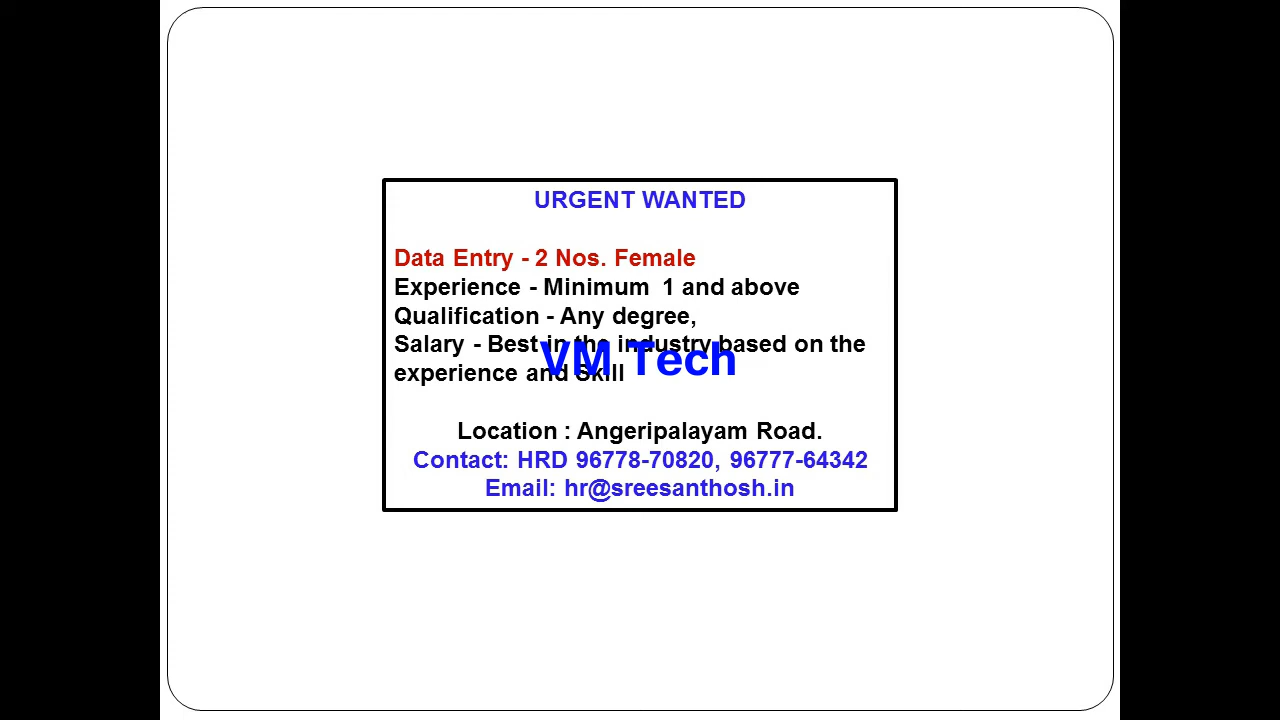 URGENT WANTED
Data Entry - 2 Nos. Female
Experience - Minimum  1 and above
Qualification - Any degree,
Salary - Best in the industry based on the
experience and Skill
VM Tech
Location : Angeripalayam Road.
Contact: HRD 96778-70820, 96777-64342
Email: hr@sreesanthosh.in